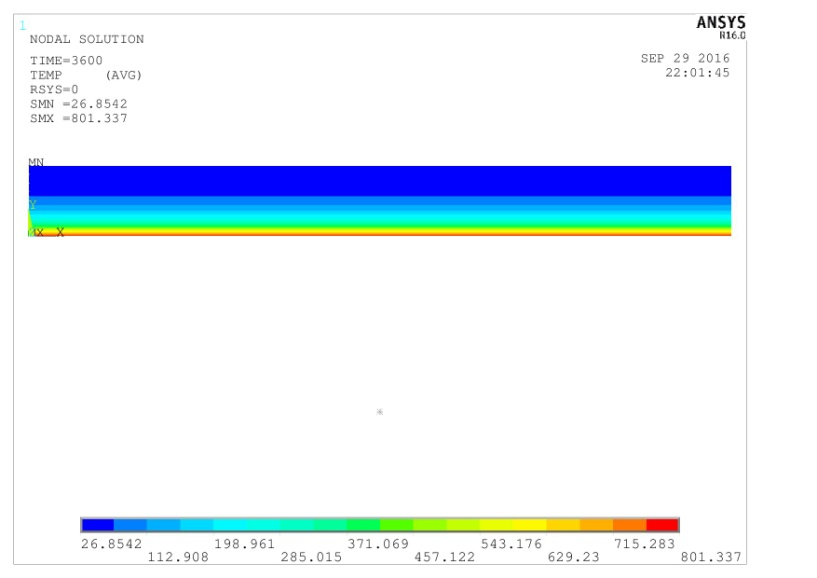 1
ANSYS
R16.0
NODAL SOLUTION
TIME=3600
TEMP (AVG)
RSYS=0
SMN =26.8542
SMX =801.337
SEP 29 2016
22:01:45
MN
Y
MX X
26.8542 198.961 371.069 543.176 715.283
112.908 285.015 457.122 629.23 801.337